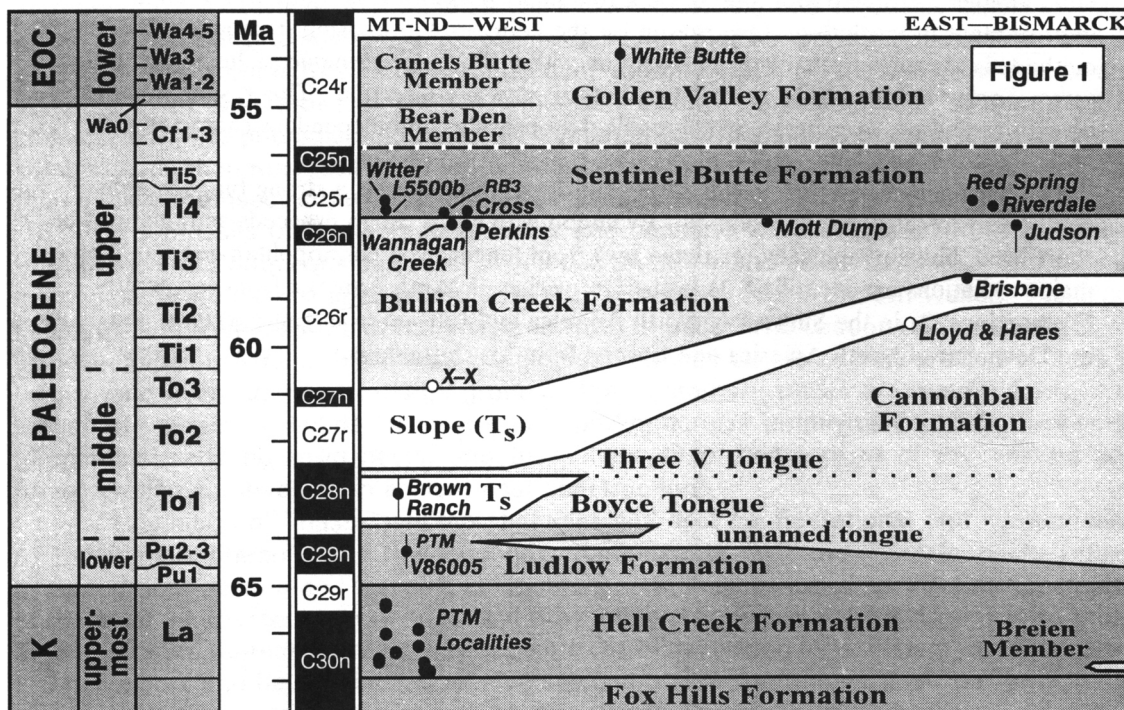 MT-ND—WEST
EAST—BISMARCK
Figure 1
Ma
55
60
65
EOC
PALEOCENE
K
lower
upper
middle
lower
upper-
most
Wa4-5
Wa3
Wa1-2
Wa0
Cf1-3
Ti5
Ti4
Ti3
Ti2
Ti1
To3
To2
To1
Pu2-3
Pu1
La
C24r
C25n
C25r
C26n
C26r
C27n
C27r
C28n
C29n
C29r
C30n
Camels Butte
Member
White Butte
Golden Valley Formation
Bear Den
Member
Sentinel Butte Formation
Witter
L5500b
RB3
Cross
Wannagan
Creek
Perkins
Mott Dump
Red Spring
Riverdale
Judson
Bullion Creek Formation
Brisbane
Lloyd & Hares
X–X
Slope (Ts)
Cannonball
Formation
Three V Tongue
Brown
Ranch
Ts
Boyce Tongue
unnamed tongue
PTM
V86005
Ludlow Formation
PTM
Localities
Hell Creek Formation
Breien
Member
Fox Hills Formation